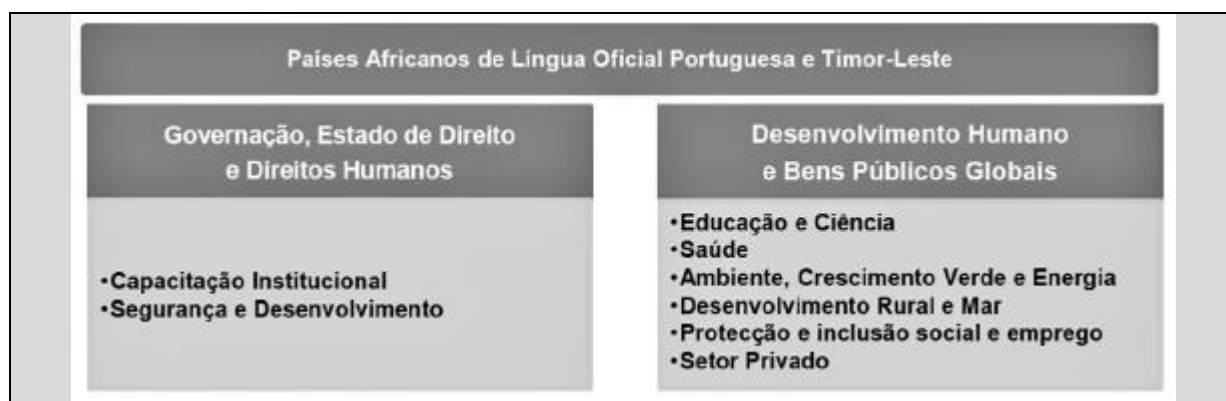 Países Africanos de Língua Oficial Portuguesa e Timor-Leste
Governação, Estado de Direito
e Direitos Humanos
•Capacitação Institucional
•Segurança e Desenvolvimento
Desenvolvimento Humano
e Bens Públicos Globais
•Educação e Ciência
•Saúde
•Ambiente, Crescimento Verde e Energia
•Desenvolvimento Rural e Mar
•Protecção e inclusão social e emprego
•Setor Privado